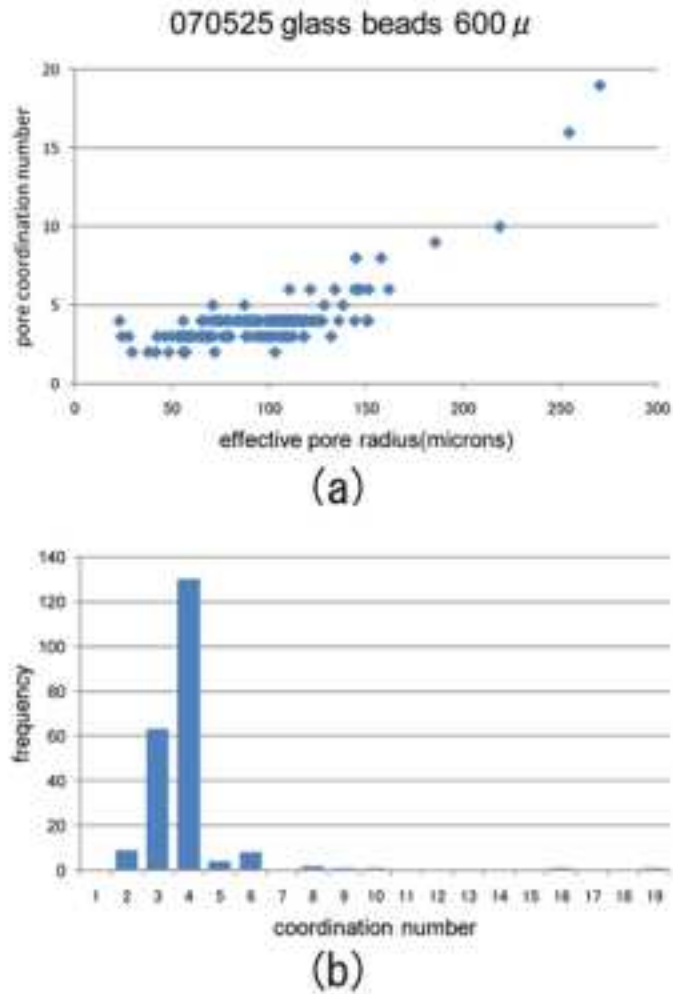 070525 glass beads 600 μ
20
15
10
5
0
0 50 100 150 200 250 300
pore coordination number
effective pore radius(microns)
(a)
140
120
100
80
60
40
20
0
1 2 3 4 5 6 7 8 9 10 11 12 13 14 15 16 17 18 19
frequency
coordination number
(b)